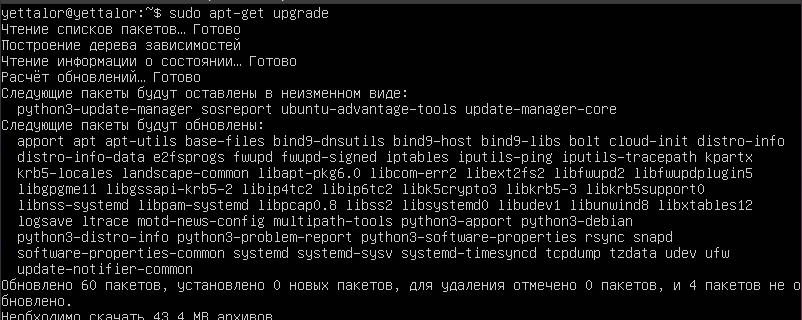 yettalor@yettalor:~$ sudo apt-get upgrade
Чтение списков пакетов… Готово
Построение дерева зависимостей
Чтение информации о состоянии… Готово
Расчёт обновлений… Готово
Следующие пакеты будут оставлены в неизменном виде:
  python3-update-manager sosreport ubuntu-advantage-tools update-manager-core
Следующие пакеты будут обновлены:
  apport apt apt-utils base-files bind9-dnsutils bind9-host bind9-libs bolt cloud-init distro-info
  distro-info-data e2fsprogs fwupd fwupd-signed iptables iputils-ping iputils-tracepath kpartx
  krb5-locales landscape-common libapt-pkg6.0 libcom-err2 libext2fs2 libfwupd2 libfwupdplugin5
  libgpgme11 libgssapi-krb5-2 libip4tc2 libip6tc2 libk5crypto3 libkrb5-3 libkrb5support0
  libnss-systemd libpam-systemd libpcap0.8 libss2 libsystemd0 libudev1 libunwind8 libxtables12
  logsave ltrace motd-news-config multipath-tools python3-apport python3-debian
  python3-distro-info python3-problem-report python3-software-properties rsync snapd
  software-properties-common systemd systemd-sysv systemd-timesyncd tcpdump tzdata udev ufw
  update-notifier-common
Обновлено 60 пакетов, установлено 0 новых пакетов, для удаления отмечено 0 пакетов, и 4 пакетов не о
бновлено.
Необходимо скачать 43,4 MB архивов.